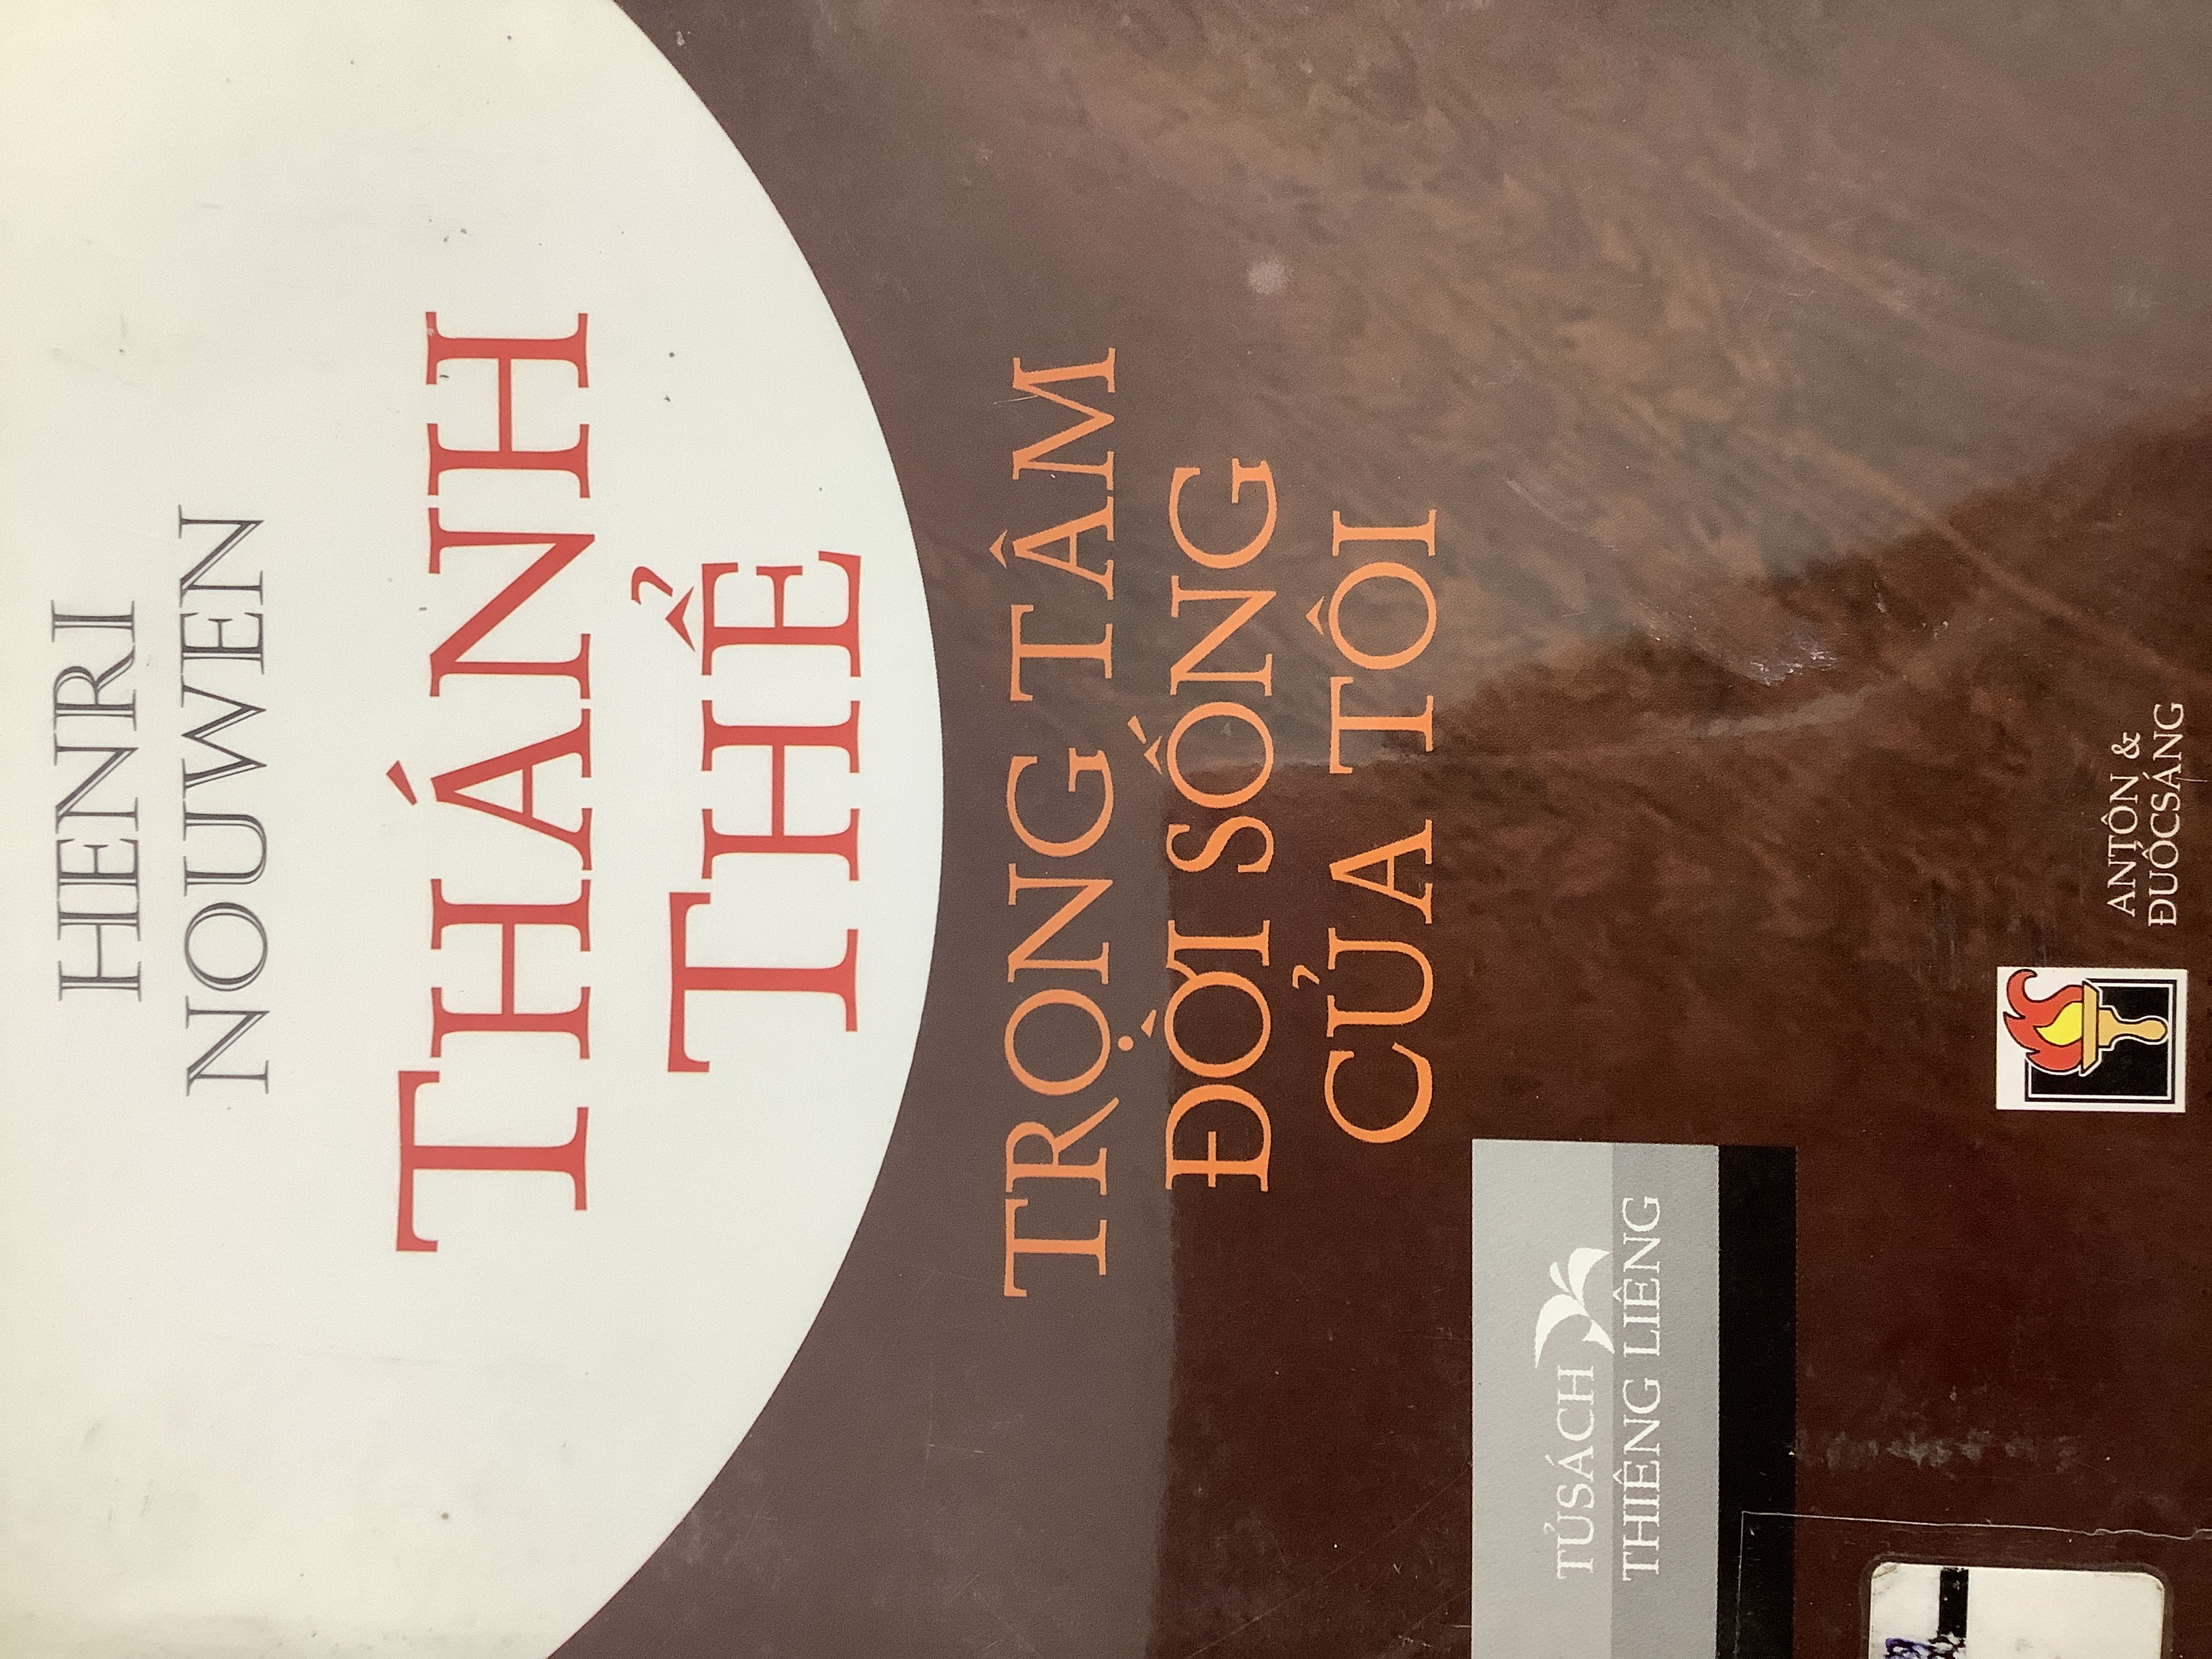 HENRI
NOUWEN
THÁNH
THỂ
TRỌNG TÂM
ĐỜI SỐNG
CỦA TÔI
TỦSÁCH
THIÊNG LIÊNG
ANTÔN &
ĐUỐCSÁNG